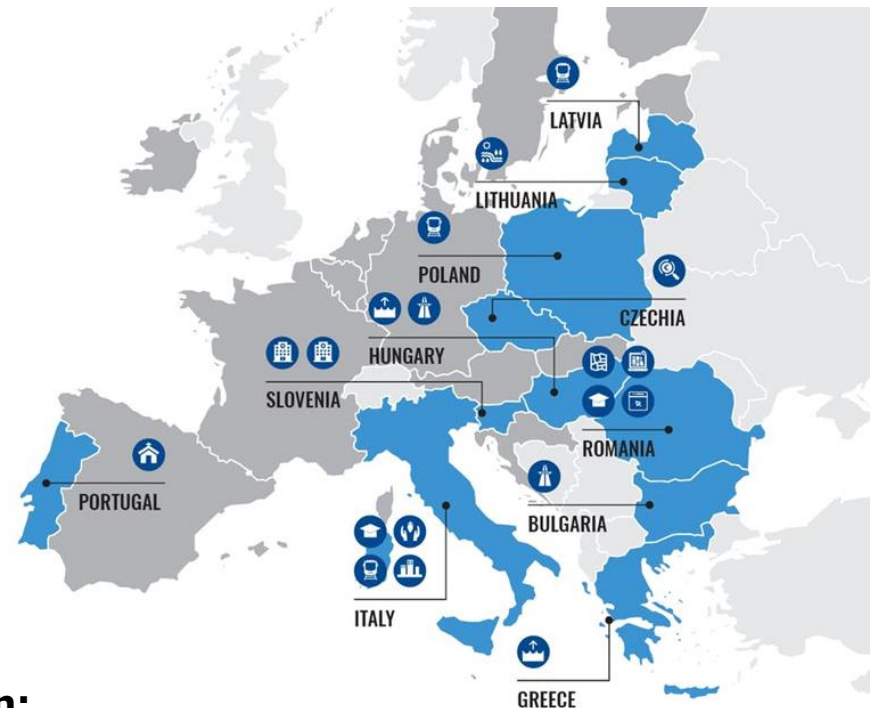 LATVIA
LITHUANIA
POLAND
CZECHIA
HUNGARY
SLOVENIA
ROMANIA
PORTUGAL
BULGARIA
ITALY
GREECE